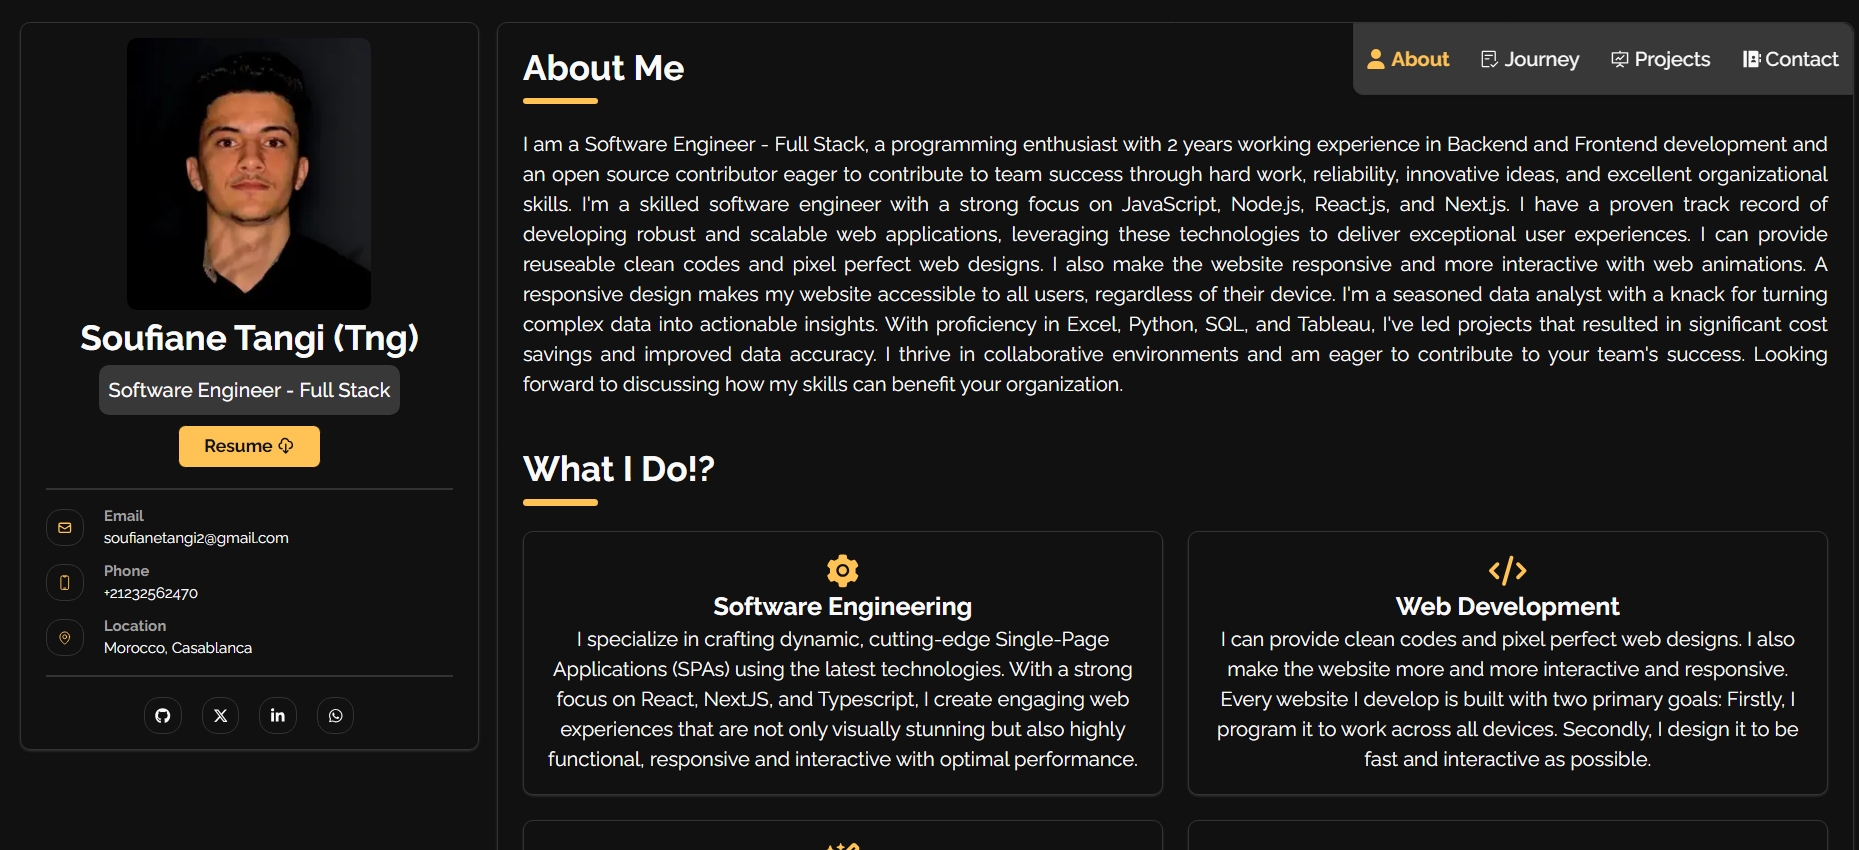 Soufiane Tangi (Tng)
Software Engineer - Full Stack
Resume
Email
soufianetangi2@gmail.com
Phone
+21232562470
Location
Morocco, Casablanca
About
Journey
Projects
Contact
About Me
I am a Software Engineer - Full Stack, a programming enthusiast with 2 years working experience in Backend and Frontend development and
an open source contributor eager to contribute to team success through hard work, reliability, innovative ideas, and excellent organizational
skills. I'm a skilled software engineer with a strong focus on JavaScript, Node.js, React.js, and Next.js. I have a proven track record of
developing robust and scalable web applications, leveraging these technologies to deliver exceptional user experiences. I can provide
reuseable clean codes and pixel perfect web designs. I also make the website responsive and more interactive with web animations. A
responsive design makes my website accessible to all users, regardless of their device. I'm a seasoned data analyst with a knack for turning
complex data into actionable insights. With proficiency in Excel, Python, SQL, and Tableau, I've led projects that resulted in significant cost
savings and improved data accuracy. I thrive in collaborative environments and am eager to contribute to your team's success. Looking
forward to discussing how my skills can benefit your organization.
What I Do!?
Software Engineering
I specialize in crafting dynamic, cutting-edge Single-Page
Applications (SPAs) using the latest technologies. With a strong
focus on React, NextJS, and Typescript, I create engaging web
experiences that are not only visually stunning but also highly
functional, responsive and interactive with optimal performance.
Web Development
I can provide clean codes and pixel perfect web designs. I also
make the website more and more interactive and responsive.
Every website I develop is built with two primary goals: Firstly, I
program it to work across all devices. Secondly, I design it to be
fast and interactive as possible.